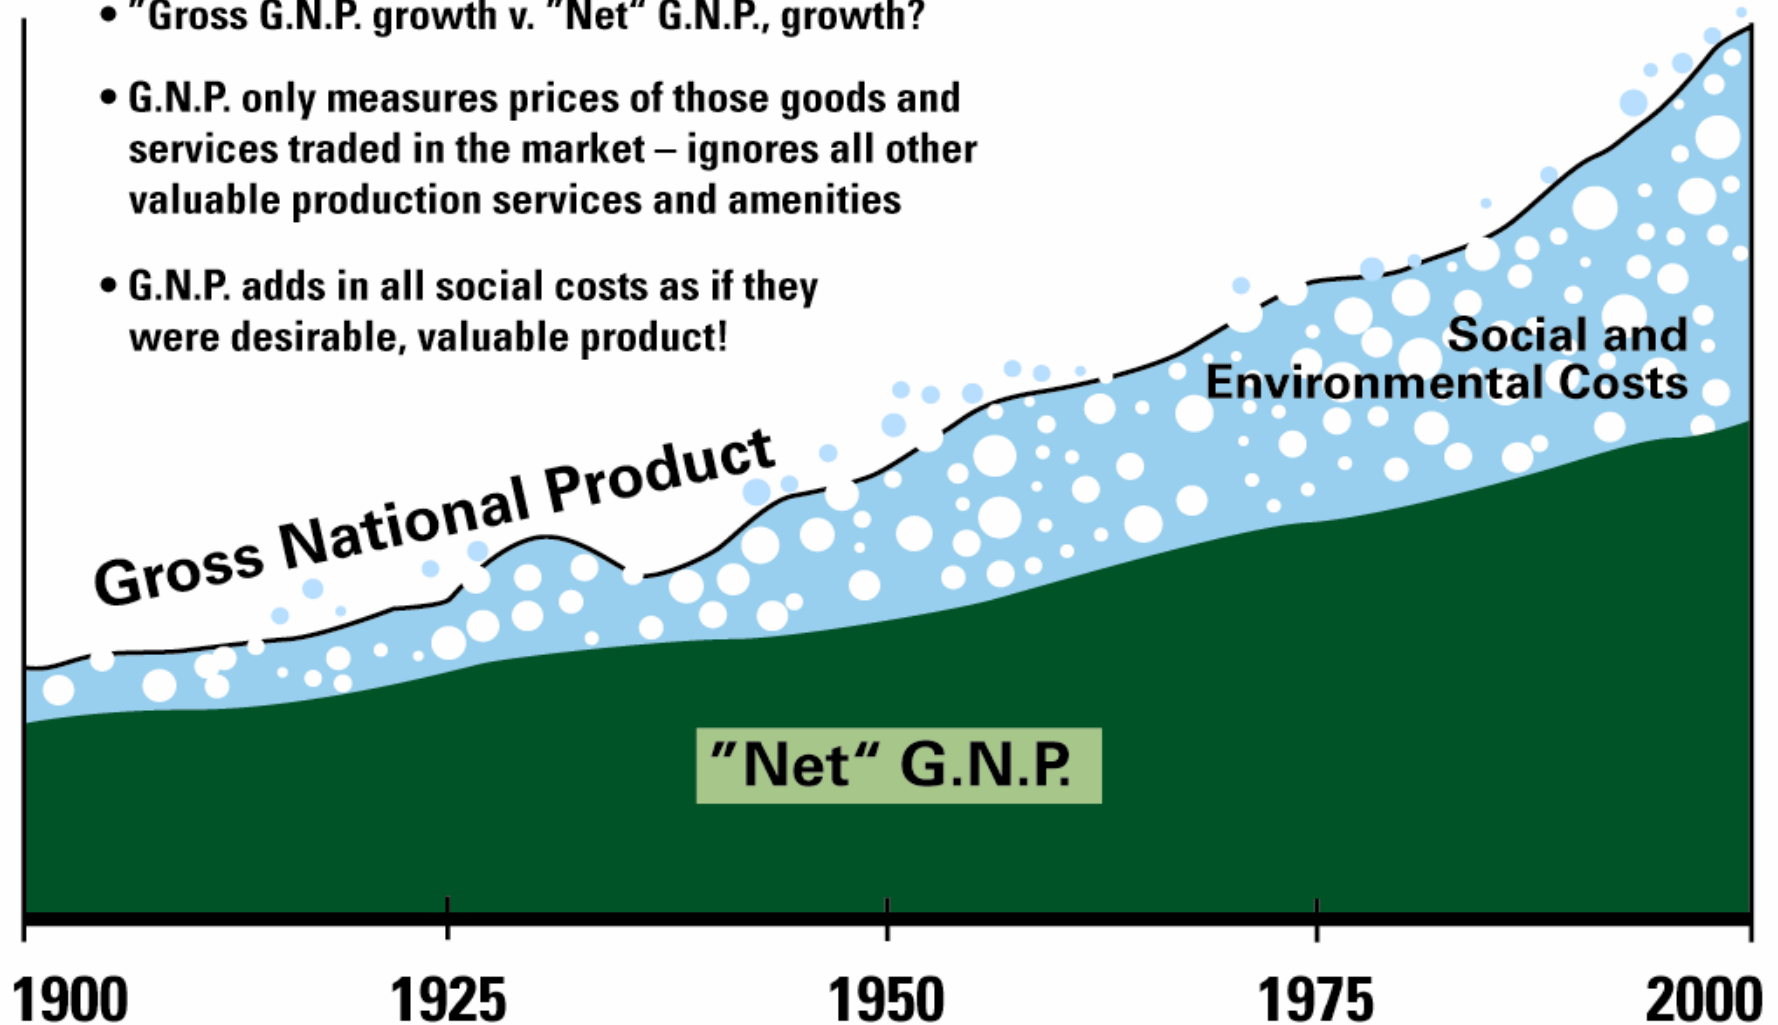 • ”Gross G.N.P. growth v. ”Net“ G.N.P., growth?
• G.N.P. only measures prices of those goods and
services traded in the market – ignores all other
valuable production services and amenities
• G.N.P. adds in all social costs as if they
were desirable, valuable product!
Gross National Product
Social and
Environmental Costs
”Net“ G.N.P.
1900 1925 1950 1975 2000